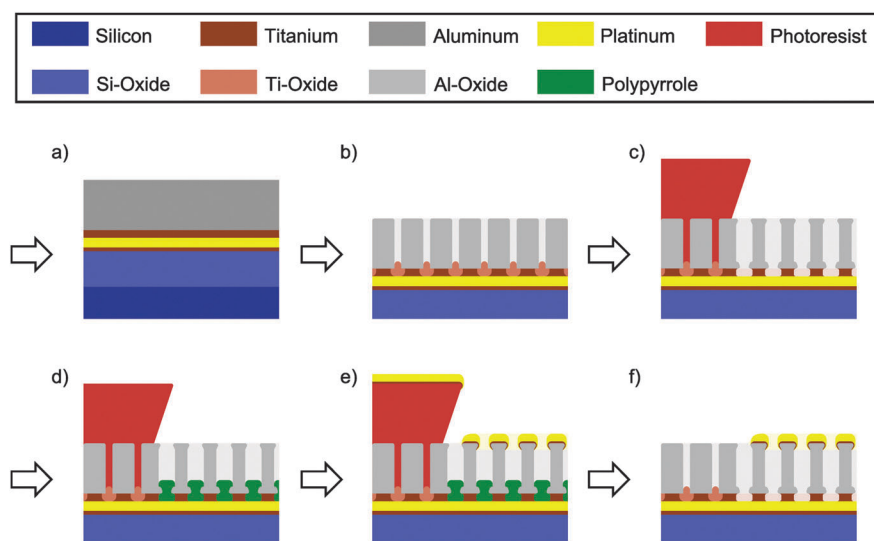 Silicon Titanium Aluminum Platinum Photoresist
Si-Oxide Ti-Oxide Al-Oxide Polypyrrole
a) b) c)
d) e) f)